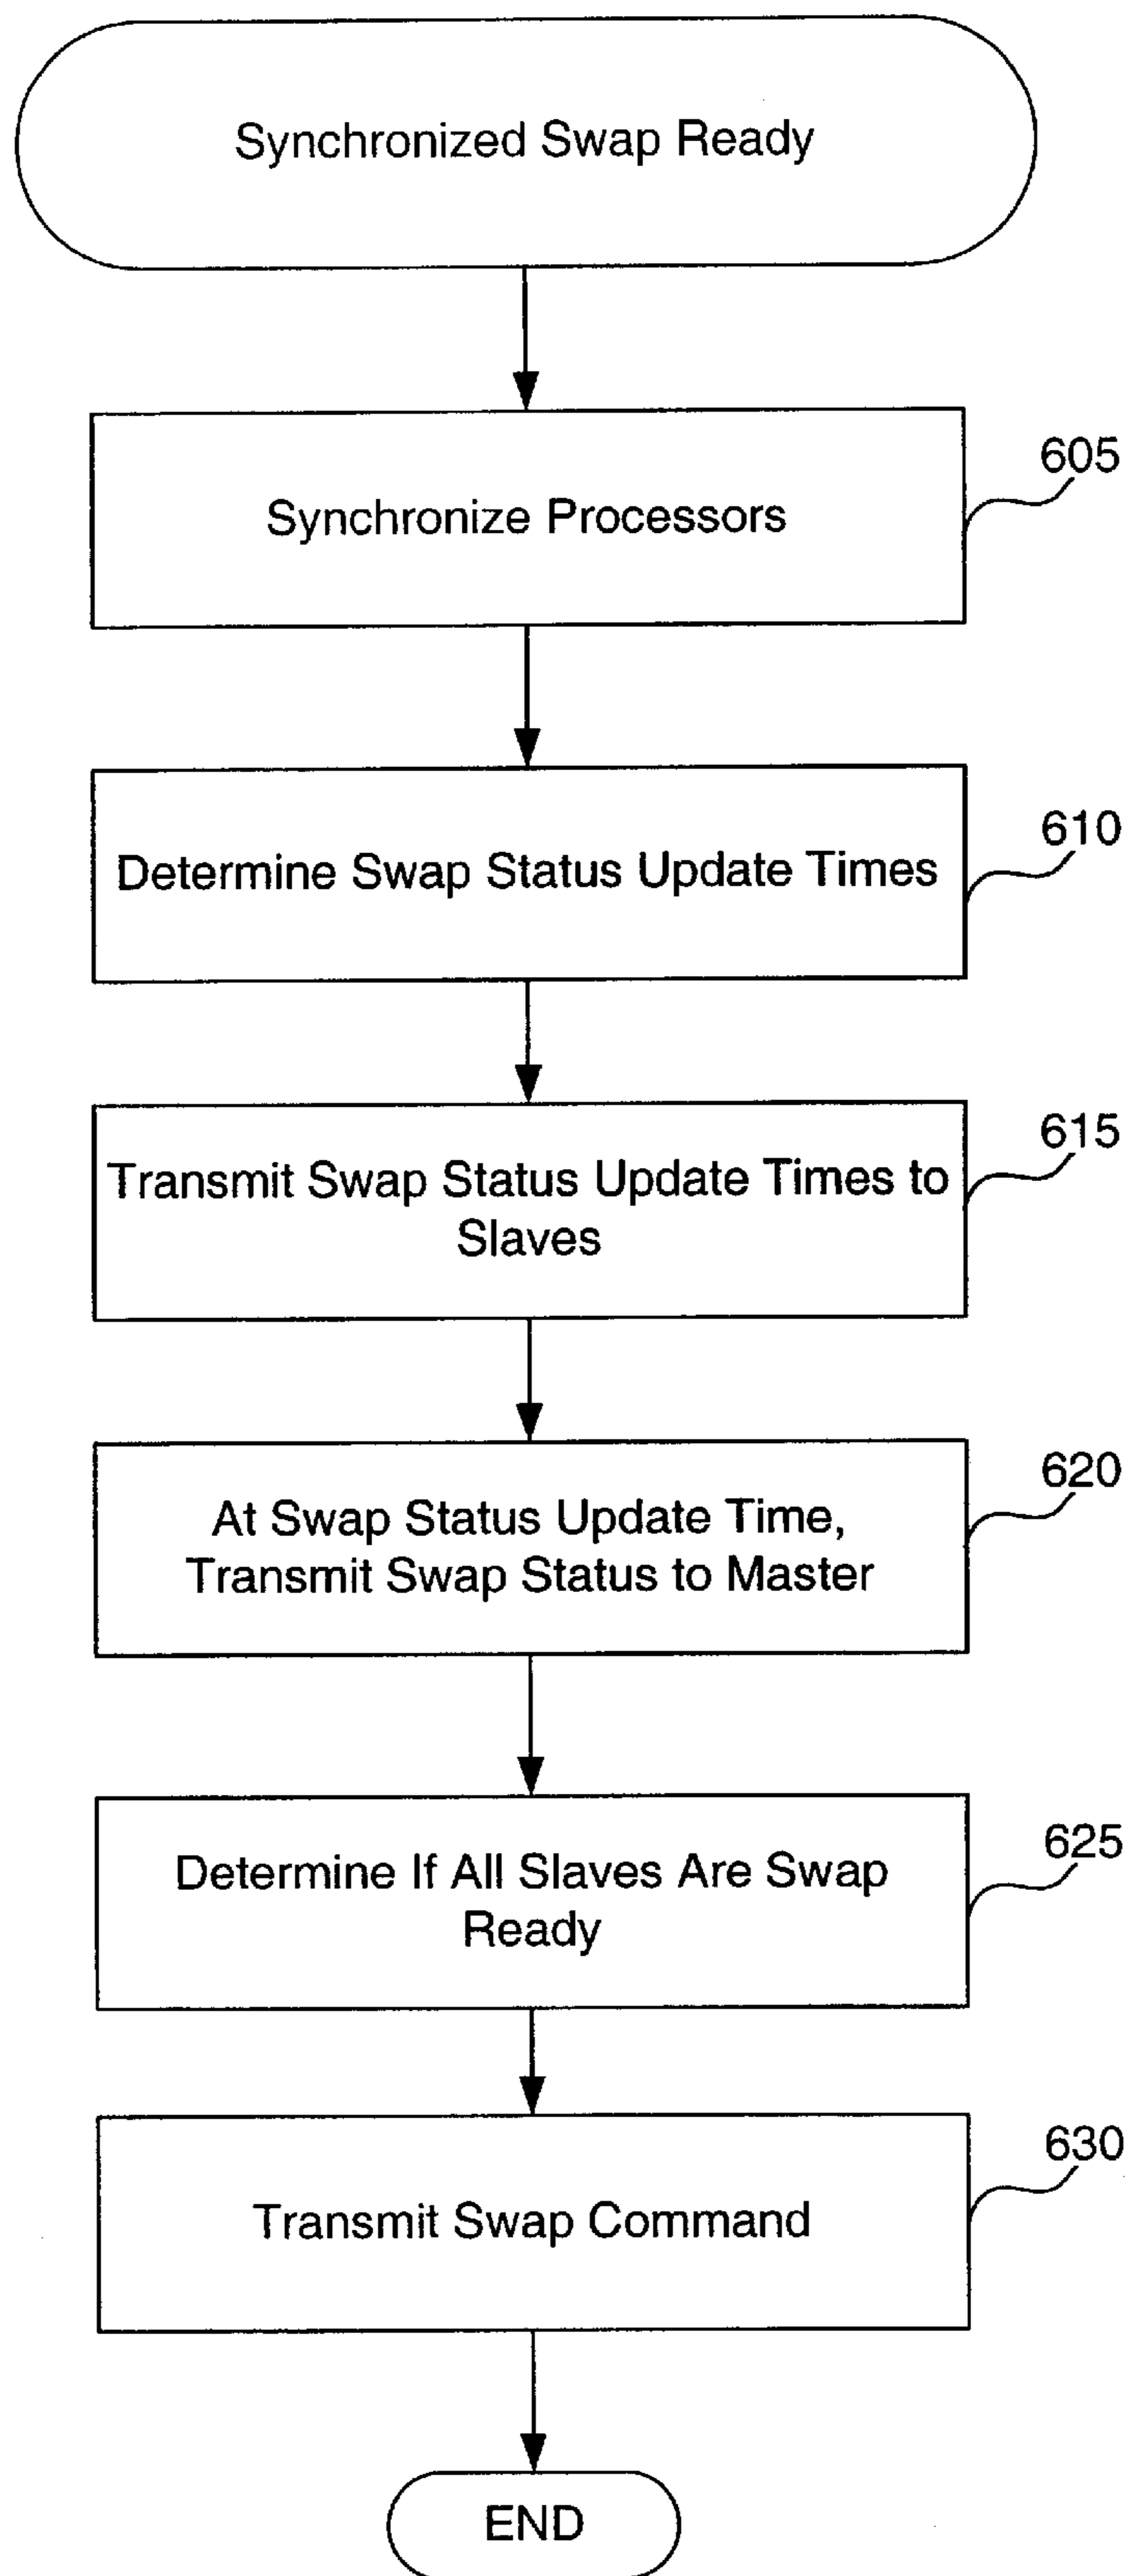 Synchronized Swap Ready
605
Synchronize Processors
610
Determine Swap Status Update Times
615
Transmit Swap Status Update Times to
Slaves
620
At Swap Status Update Time,
Transmit Swap Status to Master
625
Determine If All Slaves Are Swap
Ready
630
Transmit Swap Command
END